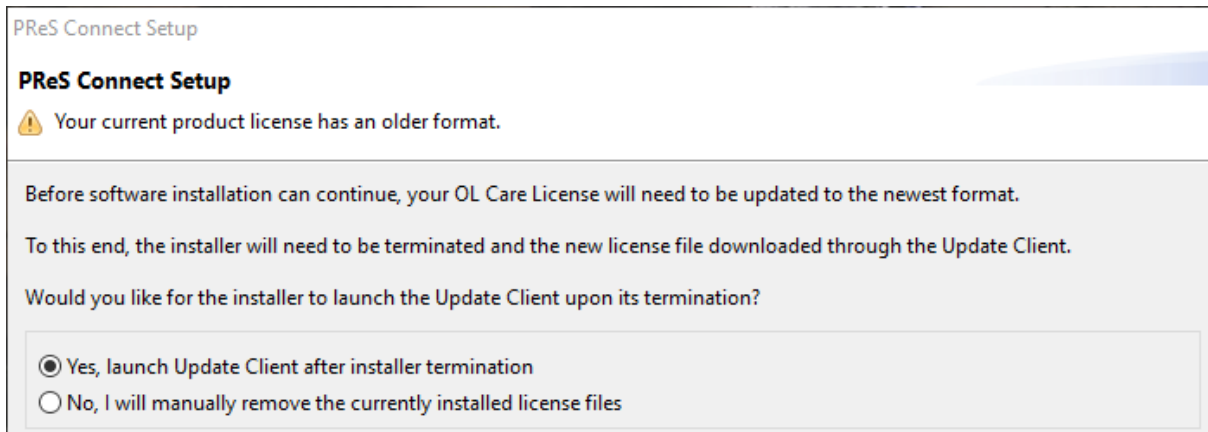 PReS Connect Setup
PReS Connect Setup
Your current product license has an older format.
Before software installation can continue, your OL Care License will need to be updated to the newest format.
To this end, the installer will need to be terminated and the new license file downloaded through the Update Client.
Would you like for the installer to launch the Update Client upon its termination?
Yes, launch Update Client after installer termination
No, I will manually remove the currently installed license files